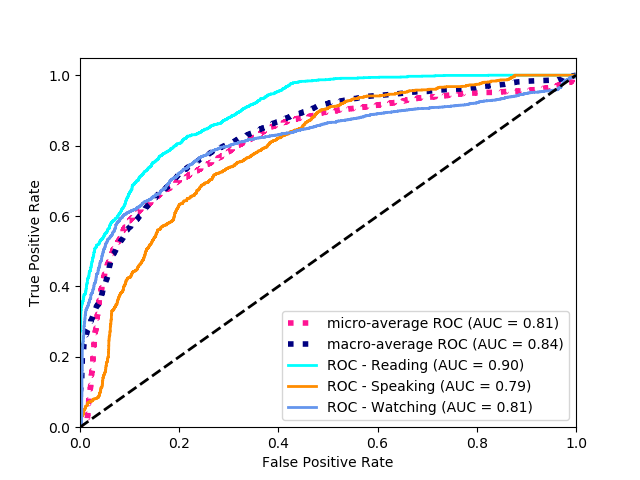 1.0
0.8
0.6
0.4
0.2
0.0
True Positive Rate
micro-average ROC (AUC = 0.81)
macro-average ROC (AUC = 0.84)
ROC - Reading (AUC = 0.90)
ROC - Speaking (AUC = 0.79)
ROC - Watching (AUC = 0.81)
0.0 0.2 0.4 0.6 0.8 1.0
False Positive Rate